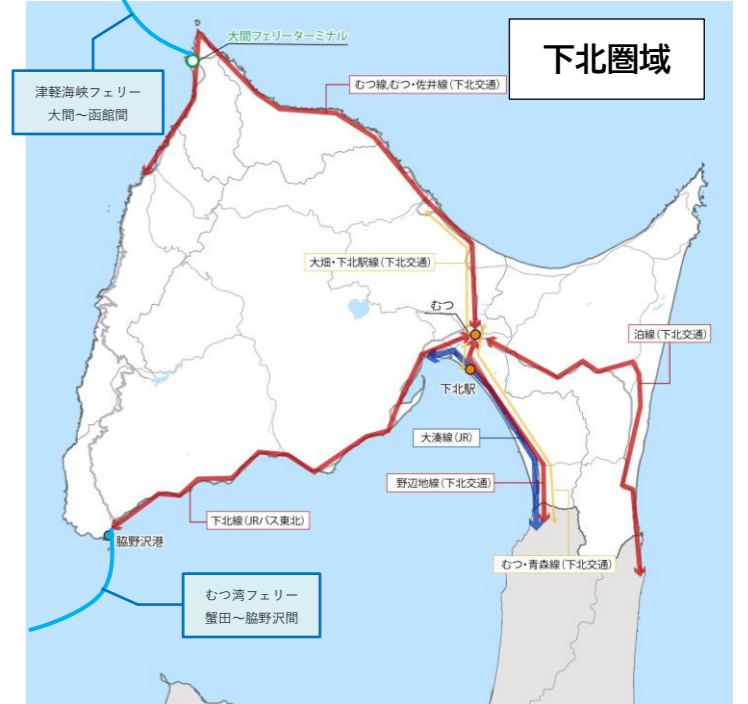 下北圏域
大間フェリーターミナル
津軽海峡フェリー
大間~函館間
むつ線,むつ・佐井線(下北交通)
大畑・下北駅線(下北交通)
むつ
泊線(下北交通)
下北駅
大湊線(JR)
野辺地線(下北交通)
下北線(JRバス東北)
脇野沢港
むつ・青森線(下北交通)
むつ湾フェリー
蟹田~脇野沢間